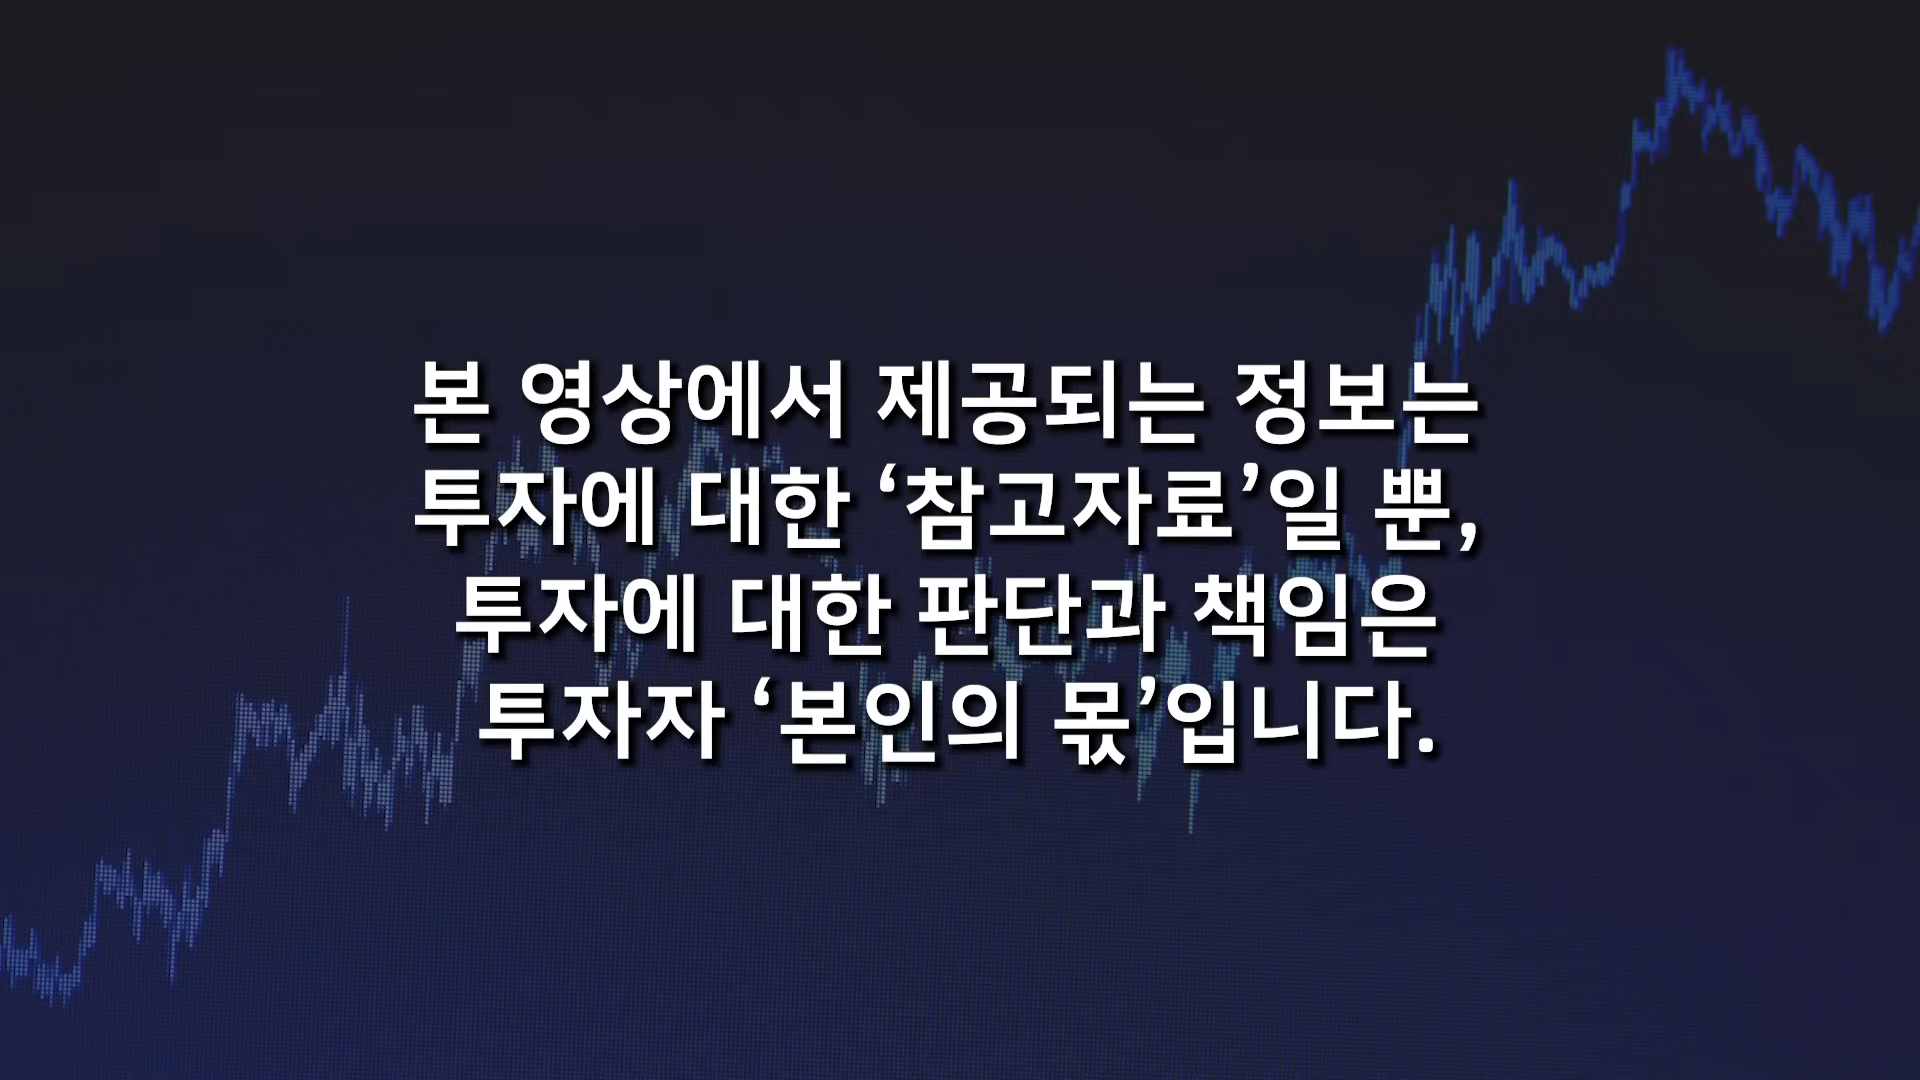 본 영상에서 제공되는 정보는
투자에 대한 ‘참고자료’일 뿐,
투자에 대한 판단과 책임은
투자자 ‘본인의 몫’입니다.